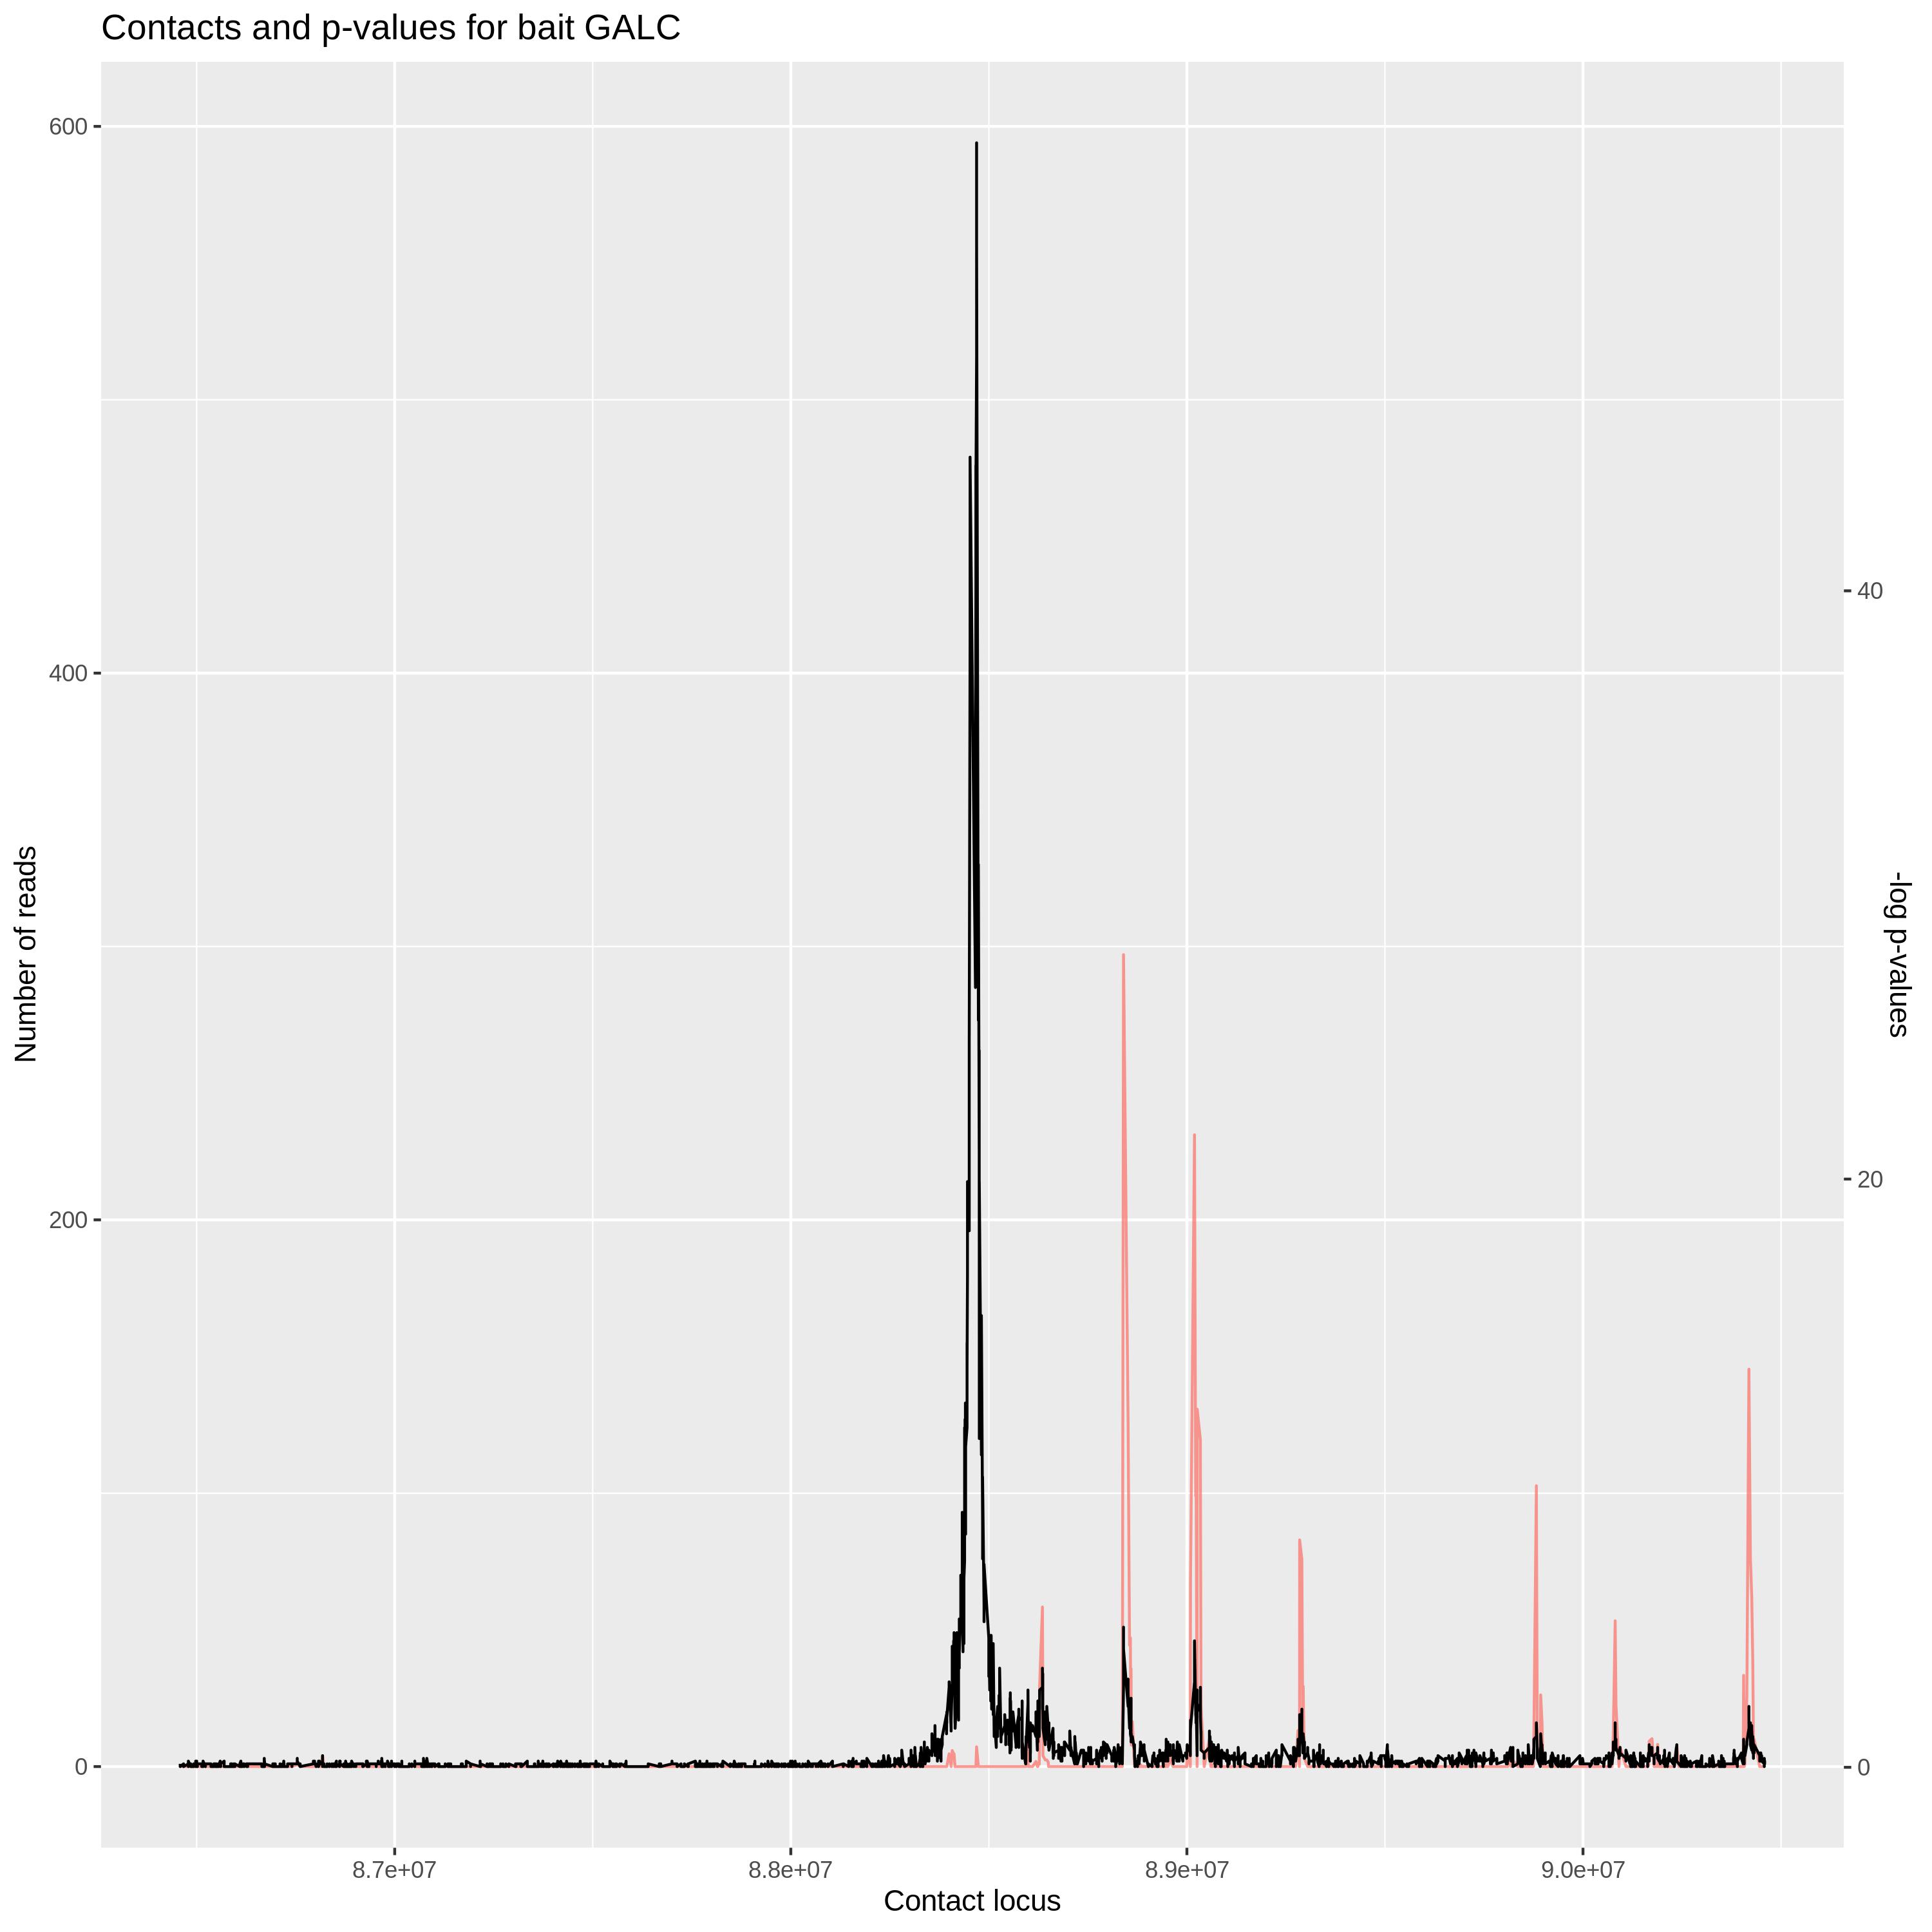 Contacts and p-values for bait GALC
600
400
200
0
Number of reads
40
20
0
-log p-values
8.7e+07
8.8e+07
8.9e+07
9.0e+07
Contact locus